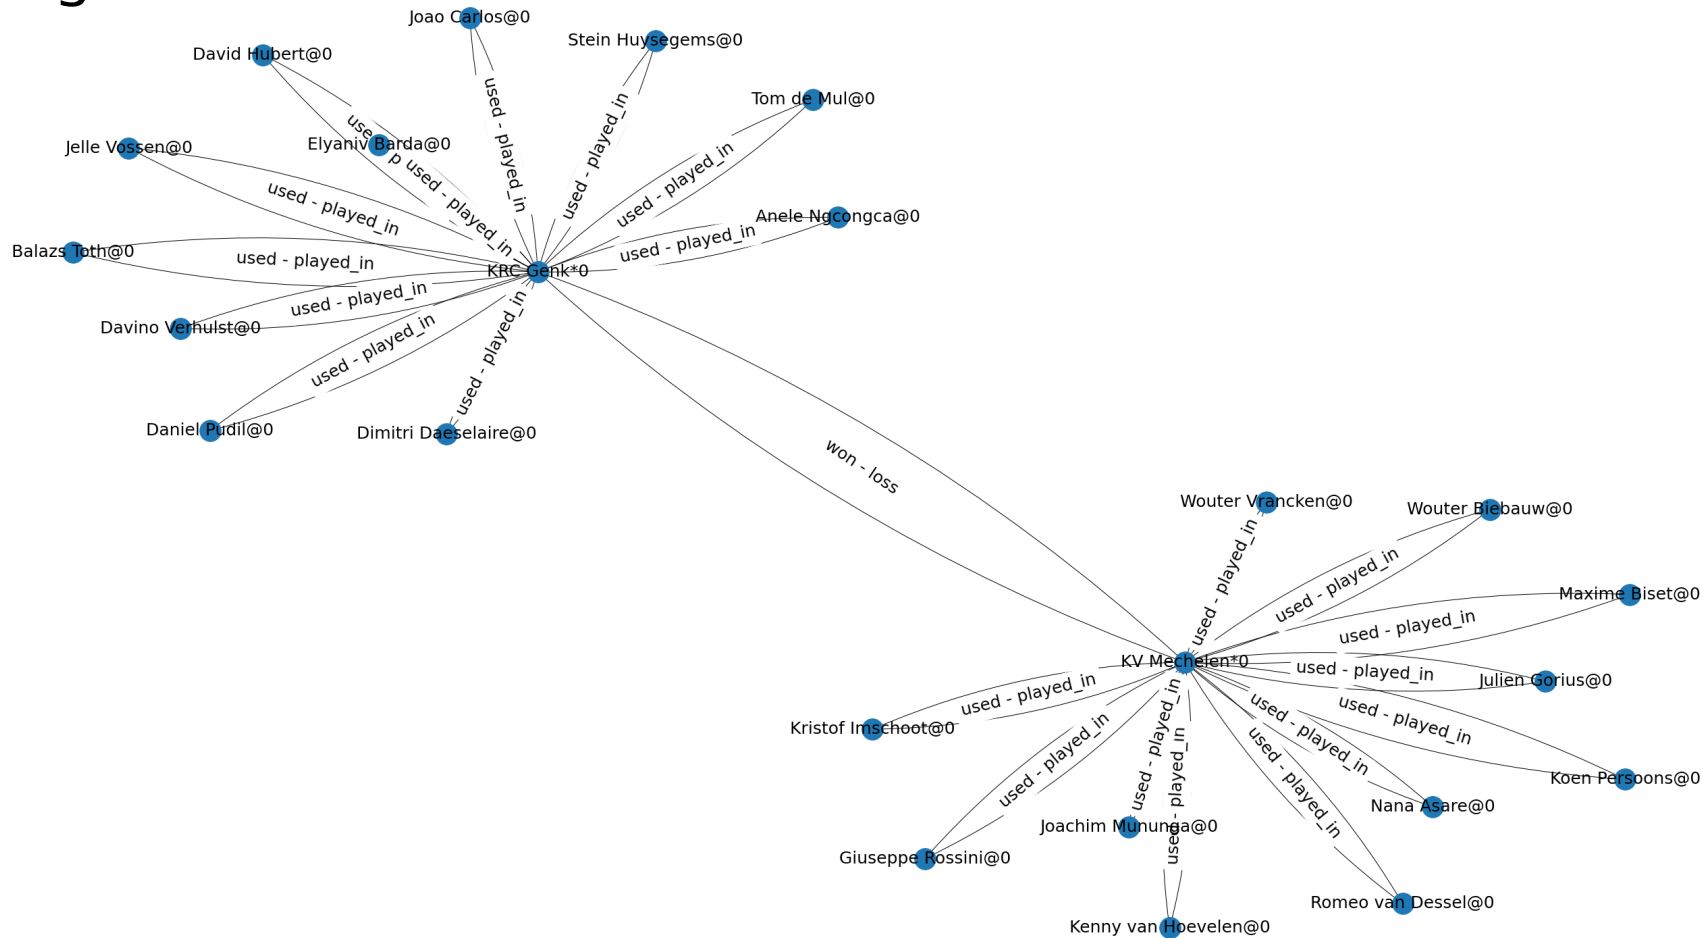 Joao Carlos@0
Stein Huysegems@0
David Hubert@0
Tom de Mul@0
used - played_in
used - played_in
Elyaniv Barda@0
Jelle Vossen@0
use
p
used - played_in
used - played_in
used - played_in
Anele Ngcongca@0
used - played_in
Balazs Toth@0
used - played_in
KRC Genk*0
used - played_in
Davino Verhulst@0
used - played_in
used - played_in
Daniel Pudil@0
Dimitri Daeselaire@0
won - loss
Wouter Vrancken@0
Wouter Biebauw@0
used - played_in
used - played_in
Maxime Biset@0
used - played_in
KV Mechelen*0
used - played_in
Julien Gorius@0
used - played_in
used - played_in
used - played_in
Kristof Imschoot@0
used - played_in
used - played_in
used - played_in
used - played_in
Koen Persoons@0
Nana Asare@0
Joachim Mununga@0
Giuseppe Rossini@0
Romeo van Dessel@0
Kenny van Hoevelen@0